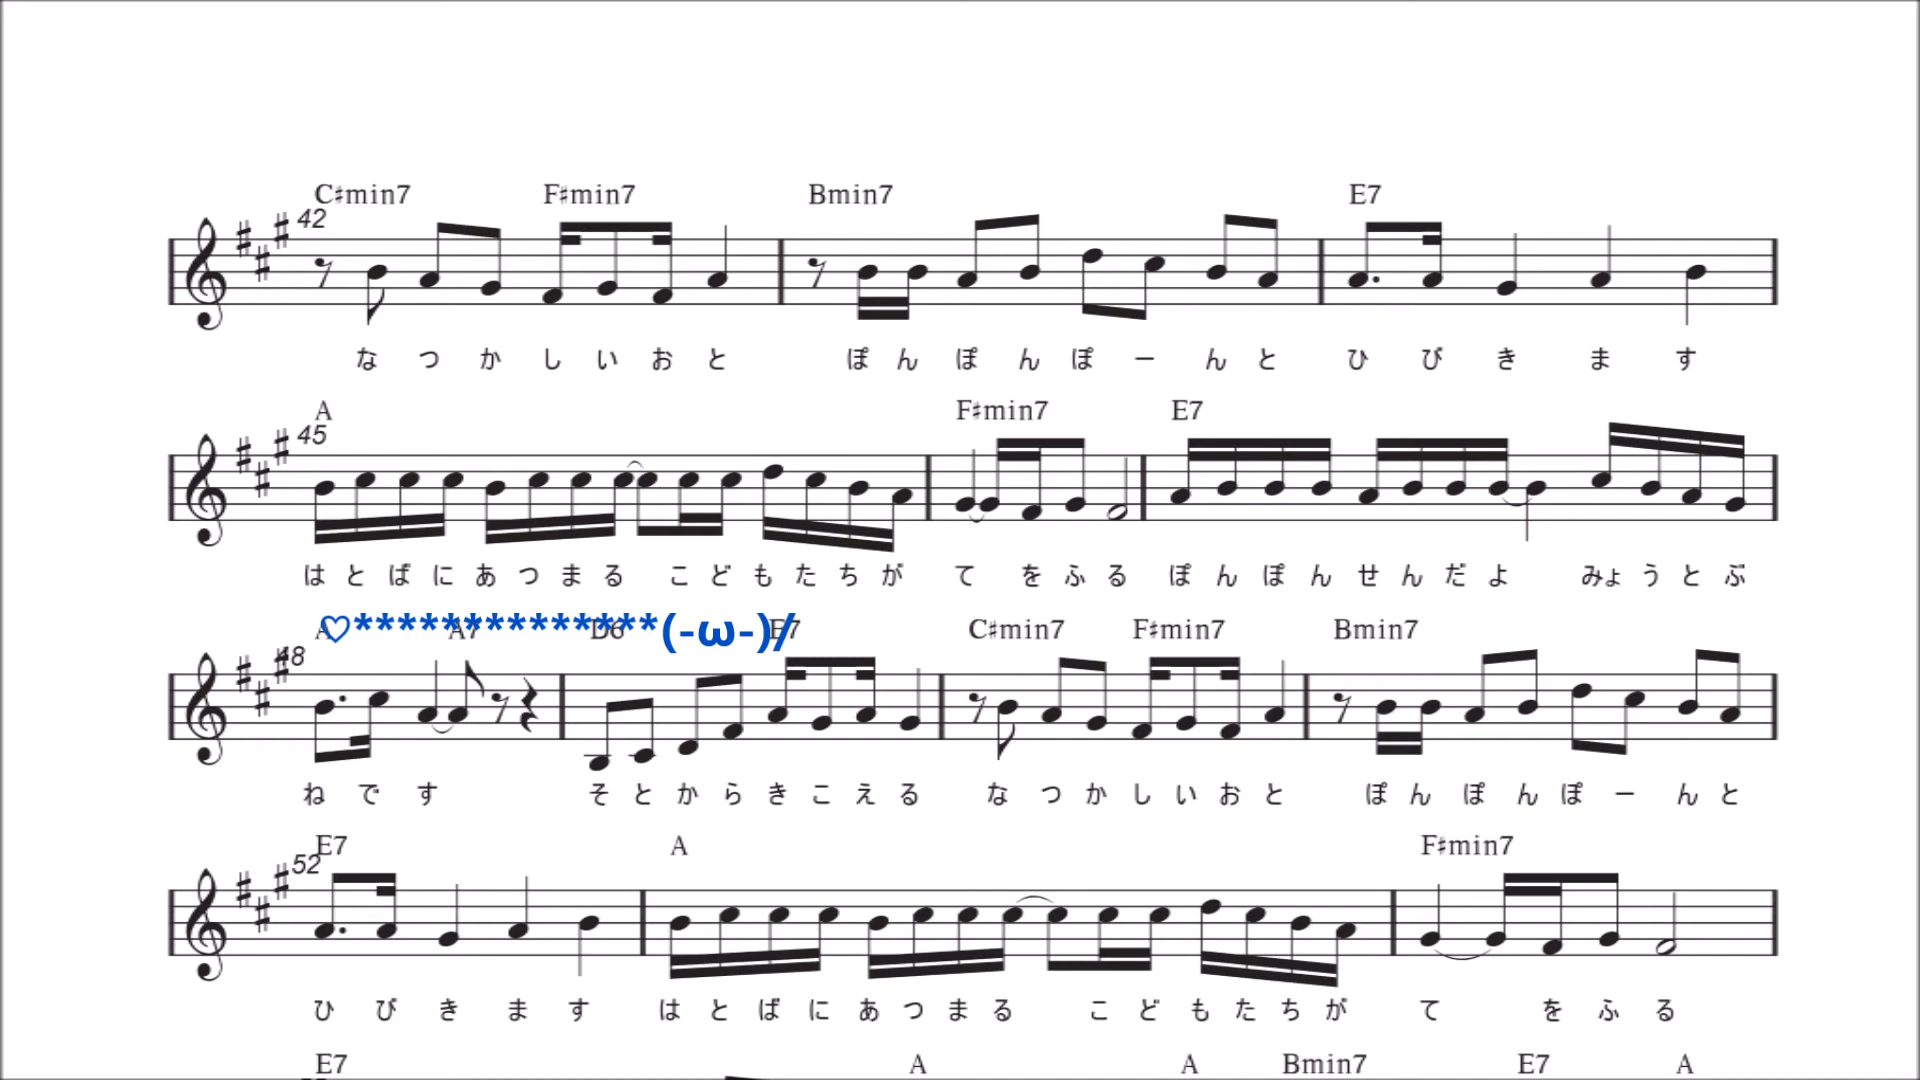 C♯min7 F♯min7 Bmin7 E7
42
な つ か し い お と ぽ ん ぽ ん ぽ ー ん と ひ び き ま す
A F♯min7 E7
45
は と ば に あ つ ま る こ ど も た ち が て を ふ る ぽ ん ぽ ん せ ん だ よ みょ う と ぶ
♡**************(-ω-)/
A A7 D6 E7 C♯min7 F♯min7 Bmin7
48
ね で す そ と か ら き こ え る な つ か し い お と ぽ ん ぽ ん ぽ ー ん と
E7 A F♯min7
52
ひ び き ま す は と ば に あ つ ま る こ ど も た ち が て を ふ る
E7 A A Bmin7 E7 A